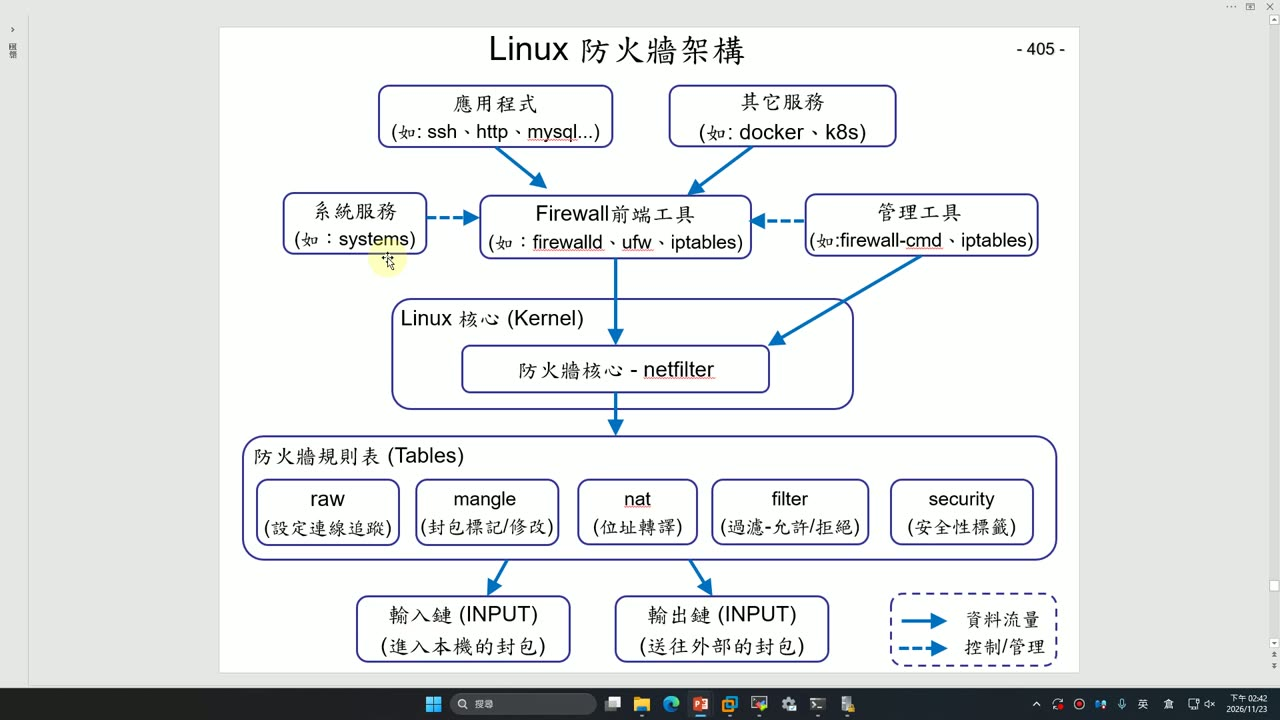 圖
Linux 防火牆架構
- 405 -
應用程式
(如: ssh、http、mysql...)
其它服務
(如: docker、k8s)
系統服務
(如：systems)
Firewall前端工具
(如：firewalld、ufw、iptables)
管理工具
(如:firewall-cmd、iptables)
Linux 核心 (Kernel)
防火牆核心 - netfilter
防火牆規則表 (Tables)
raw
(設定連線追蹤)
mangle
(封包標記/修改)
nat
(位址轉譯)
filter
(過濾-允許/拒絕)
security
(安全性標籤)
輸入鏈 (INPUT)
(進入本機的封包)
輸出鏈 (INPUT)
(送往外部的封包)
資料流量
控制/管理
搜尋
英
下午 02:42
2026/11/23